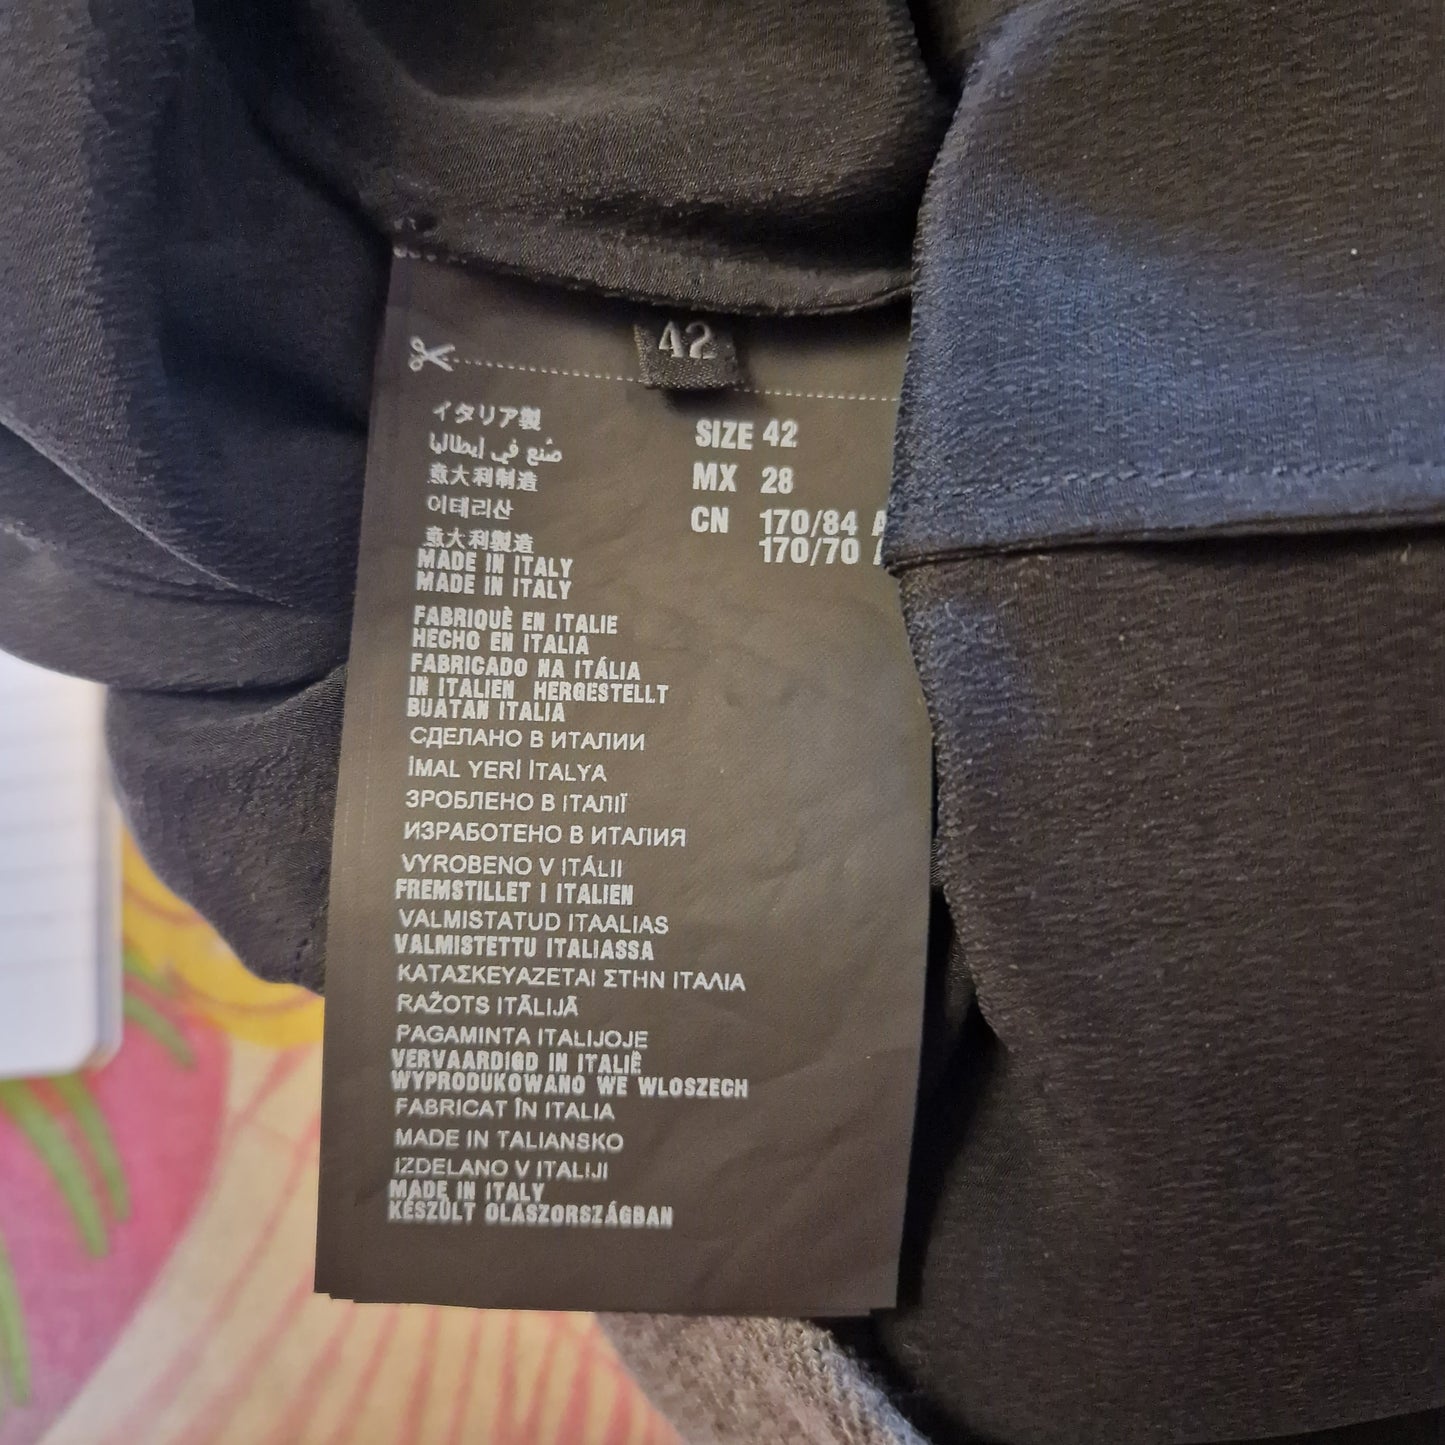 42
イタリア製
صُنع في إيطاليا
意大利制造
이태리산
意大利製造
MADE IN ITALY
MADE IN ITALY
SIZE 42
MX 28
CN 170/84 A
170/70
FABRIQUÈ EN ITALIE
HECHO EN ITALIA
FABRICADO NA ITÁLIA
IN ITALIEN HERGESTELLT
BUATAN ITALIA
СДЕЛАНО В ИТАЛИИ
İMAL YERİ İTALYA
ЗРОБЛЕНО В ІТАЛІЇ
ИЗРАБОТЕНО В ИТАЛИЯ
VYROBENO V ITÁLII
FREMSTILLET I ITALIEN
VALMISTATUD ITAALIAS
VALMISTETTU ITALIASSA
ΚΑΤΑΣΚΕΥΑΖΕΤΑΙ ΣΤΗΝ ΙΤΑΛΙΑ
RAŽOTS ITĀLIJĀ
PAGAMINTA ITALIJOJE
VERVAARDIGD IN ITALIË
WYPRODUKOWANO WE WLOSZECH
FABRICAT ÎN ITALIA
MADE IN TALIANSKO
IZDELANO V ITALIJI
MADE IN ITALY
KÉSZÜLT OLASZORSZÁGBAN